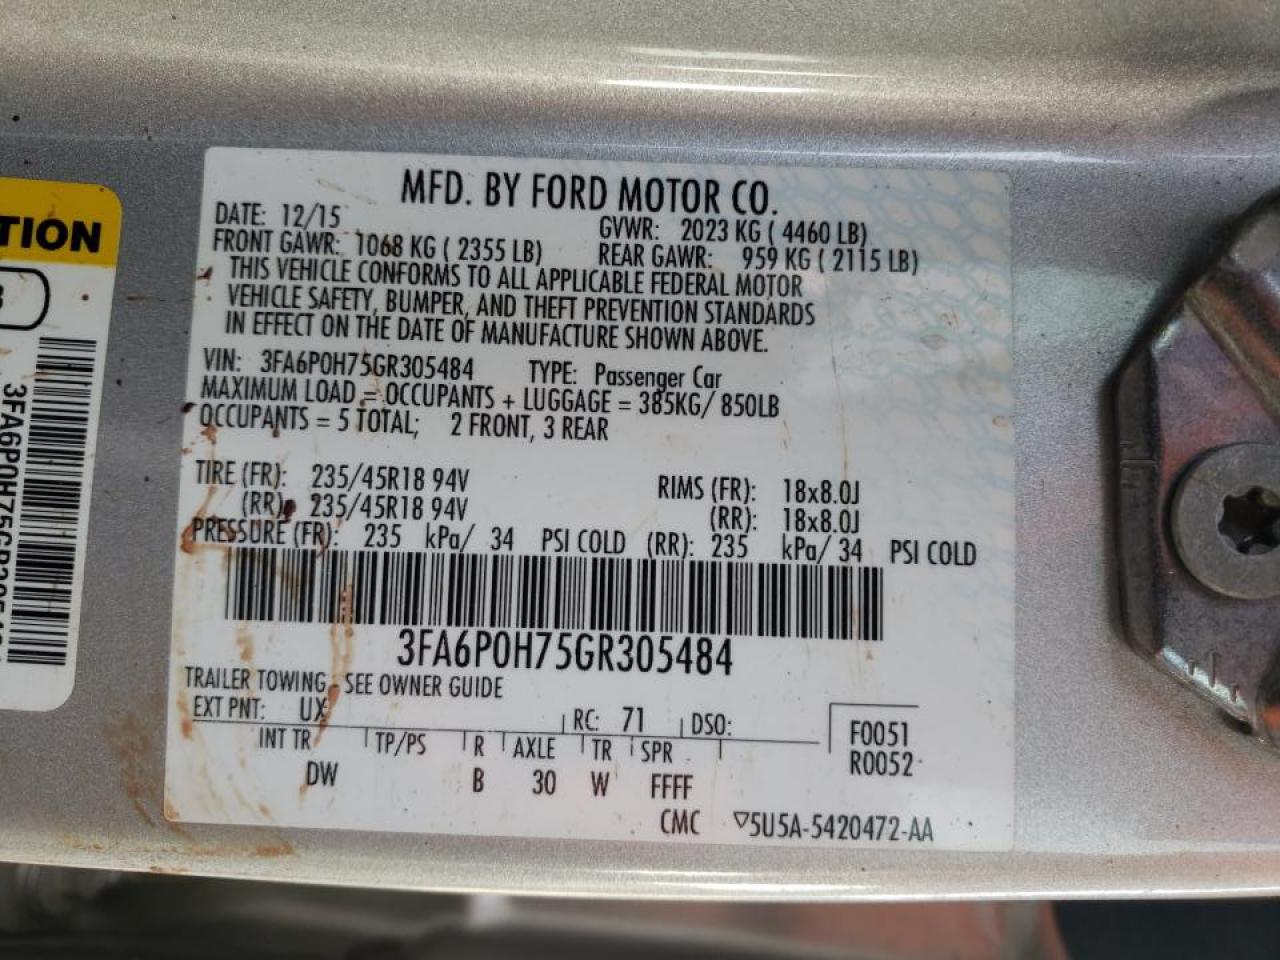 MFD. BY FORD MOTOR CO.
DATE: 12/15 GVWR: 2023 KG ( 4460 LB)
FRONT GAWR: 1068 KG ( 2355 LB) REAR GAWR: 959 KG ( 2115 LB)
THIS VEHICLE CONFORMS TO ALL APPLICABLE FEDERAL MOTOR
VEHICLE SAFETY, BUMPER, AND THEFT PREVENTION STANDARDS
IN EFFECT ON THE DATE OF MANUFACTURE SHOWN ABOVE.
VIN: 3FA6P0H75GR305484 TYPE: Passenger Car
MAXIMUM LOAD = OCCUPANTS + LUGGAGE = 385KG/ 850LB
OCCUPANTS = 5 TOTAL; 2 FRONT, 3 REAR
TIRE (FR): 235/45R18 94V RIMS (FR): 18x8.0J
(RR): 235/45R18 94V (RR): 18x8.0J
PRESSURE (FR): 235 kPa/ 34 PSI COLD (RR): 235 kPa/ 34 PSI COLD
3FA6P0H75GR305484
TRAILER TOWING - SEE OWNER GUIDE
EXT PNT: UX RC: 71 DSO:
INT TR TP/PS R AXLE TR SPR
DW B 30 W FFFF
F0051
R0052
CMC ▽5U5A-5420472-AA
TION